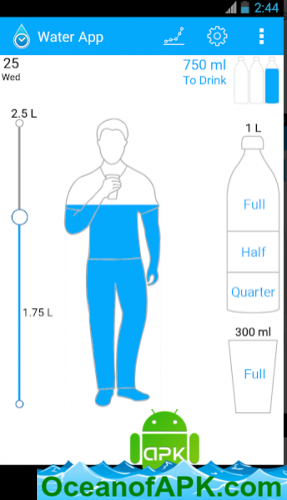 2:44
Water App
25
Wed
750 ml
To Drink
2.5 L
1 L
Full
Half
Quarter
1.75 L
300 ml
Full
apk
OceanofAPK.com